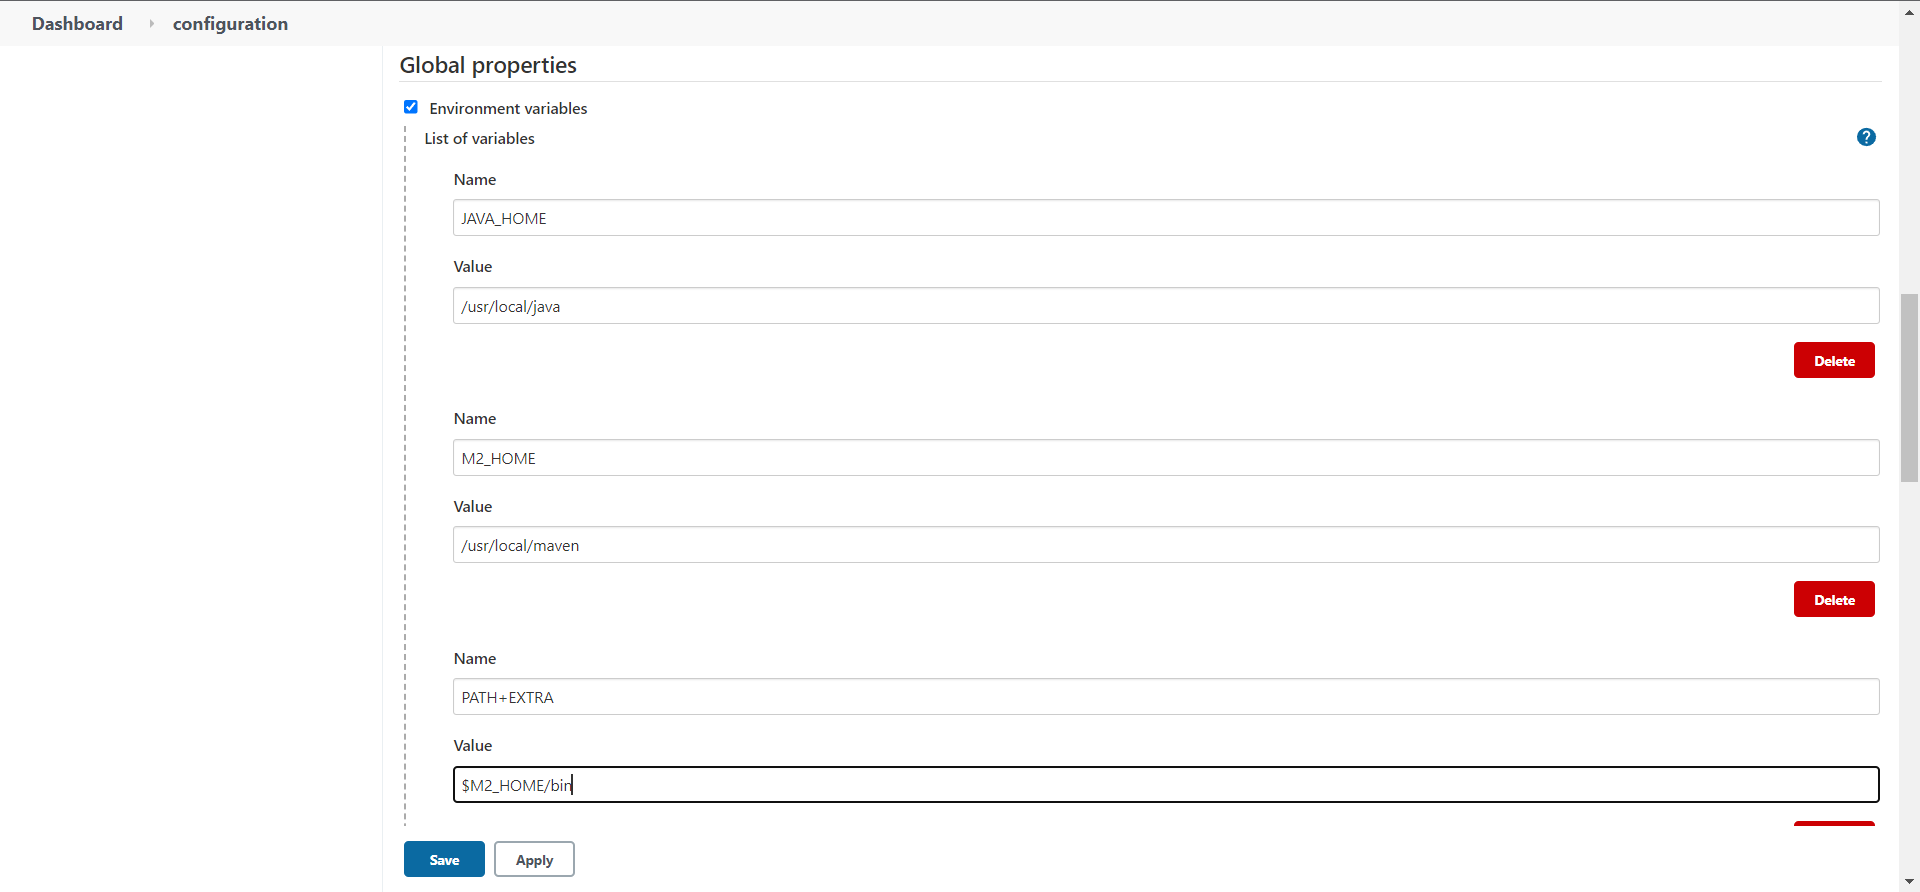 Dashboard configuration
Global properties
Environment variables
List of variables
?
Name
JAVA_HOME
Value
/usr/local/java
Delete
Name
M2_HOME
Value
/usr/local/maven
Delete
Name
PATH+EXTRA
Value
$M2_HOME/bin
Save Apply